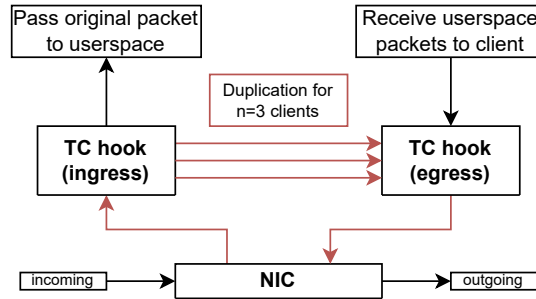 Pass original packet
to userspace
Receive userspace
packets to client
Duplication for
n=3 clients
TC hook
(ingress)
TC hook
(egress)
incoming
NIC
outgoing